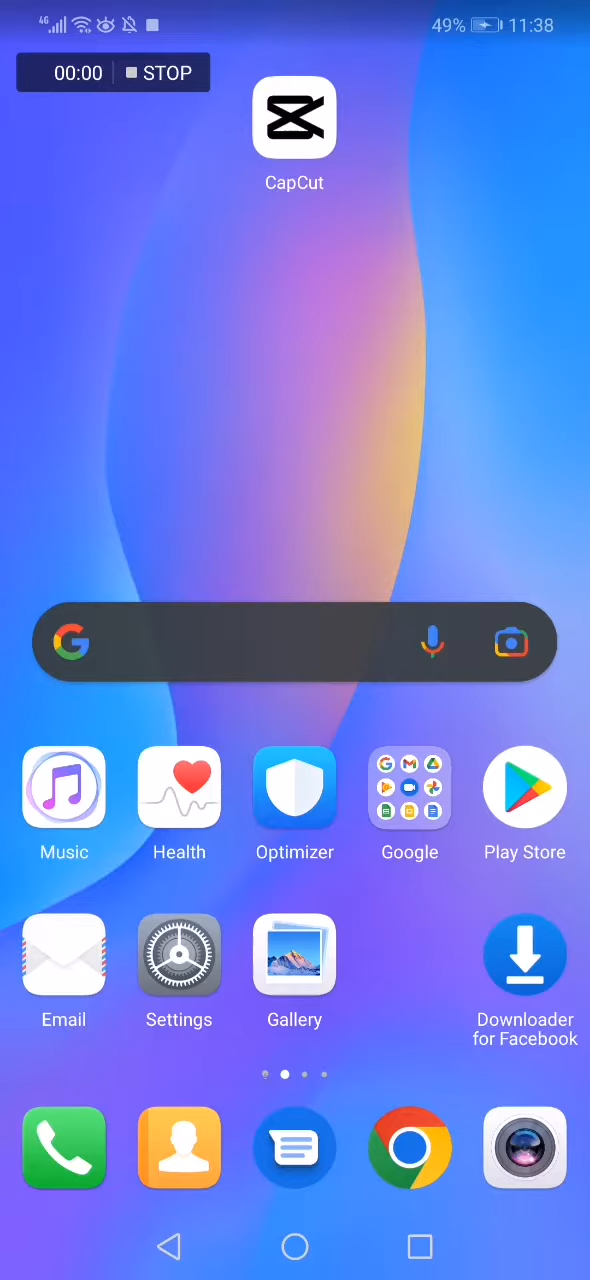 4G 49% 11:38
00:00 STOP
CapCut
Music Health Optimizer Google Play Store
Email Settings Gallery Downloader
for Facebook